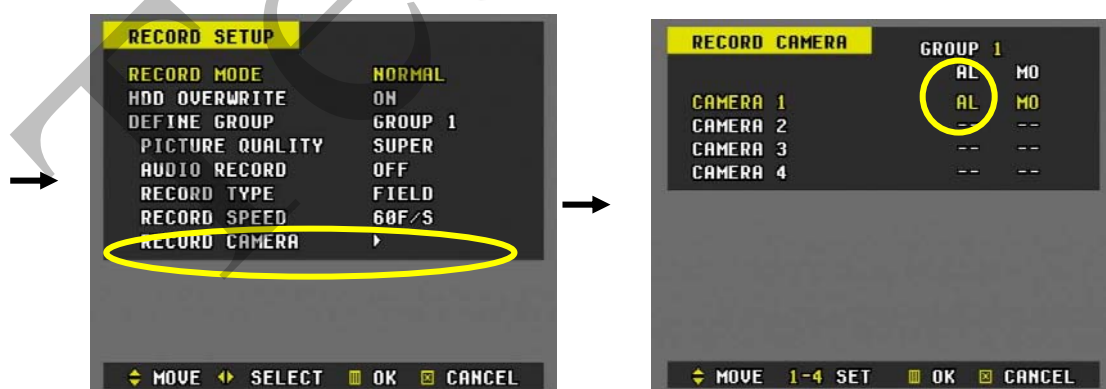 RECORD SETUP
RECORD MODE NORMAL
HDD OVERWRITE ON
DEFINE GROUP GROUP 1
PICTURE QUALITY SUPER
AUDIO RECORD OFF
RECORD TYPE FIELD
RECORD SPEED 60F/S
RECORD CAMERA
MOVE SELECT OK CANCEL
RECORD CAMERA GROUP 1
AL MO
CAMERA 1 AL MO
CAMERA 2 -- --
CAMERA 3 -- --
CAMERA 4 -- --
MOVE 1-4 SET OK CANCEL